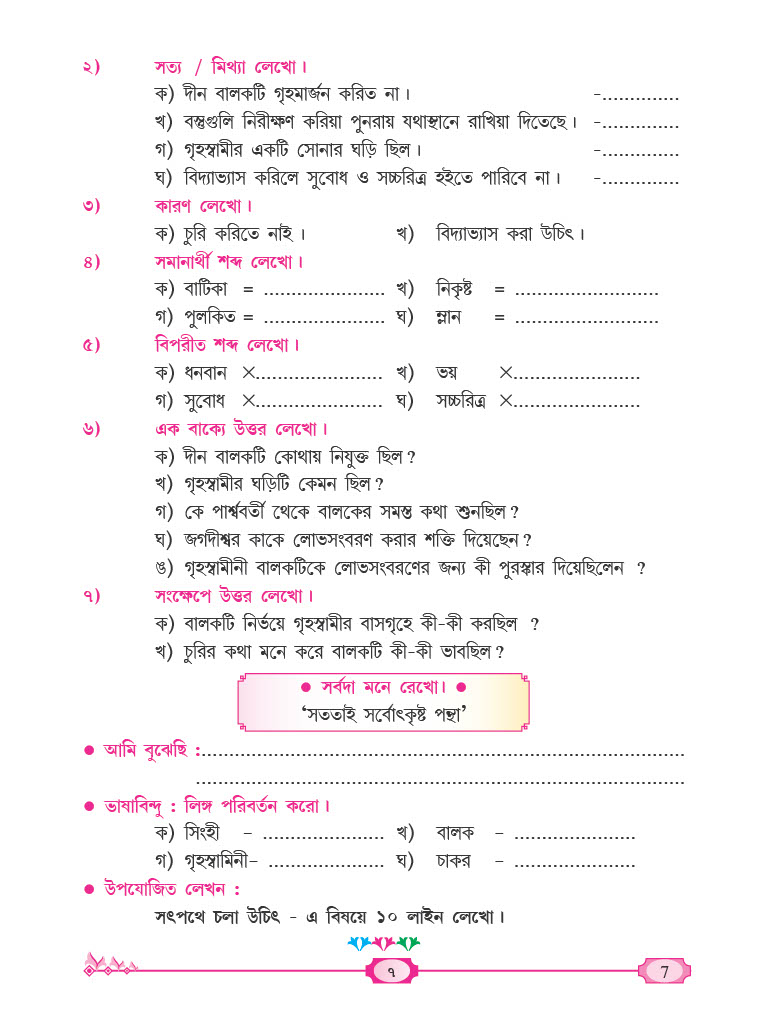 ২) সত্য / মিথ্যা লেখো।
ক) দীন বালকটি গৃহমার্জন করিত না। -..............
খ) বস্তুগুলি নিরীক্ষণ করিয়া পুনরায় যথাস্থানে রাখিয়া দিতেছে। -..............
গ) গৃহস্বামীর একটি সোনার ঘড়ি ছিল। -..............
ঘ) বিদ্যাভ্যাস করিলে সুবোধ ও সচ্চরিত্র হইতে পারিবে না। -..............
৩) কারণ লেখো।
ক) চুরি করিতে নাই। খ) বিদ্যাভ্যাস করা উচিৎ।
৪) সমানার্থী শব্দ লেখো।
ক) বাটিকা = ...................... খ) নিকৃষ্ট = ..........................
গ) পুলকিত = ...................... ঘ) ম্লান = ..........................
৫) বিপরীত শব্দ লেখো।
ক) ধনবান ×....................... খ) ভয় ×.......................
গ) সুবোধ ×....................... ঘ) সচ্চরিত্র ×.......................
৬) এক বাক্যে উত্তর লেখো।
ক) দীন বালকটি কোথায় নিযুক্ত ছিল?
খ) গৃহস্বামীর ঘড়িটি কেমন ছিল?
গ) কে পার্শ্ববর্তী থেকে বালকের সমস্ত কথা শুনছিল?
ঘ) জগদীশ্বর কাকে লোভসংবরণ করার শক্তি দিয়েছেন?
ঙ) গৃহস্বামীনী বালকটিকে লোভসংবরণের জন্য কী পুরস্কার দিয়েছিলেন ?
৭) সংক্ষেপে উত্তর লেখো।
ক) বালকটি নির্ভয়ে গৃহস্বামীর বাসগৃহে কী-কী করছিল ?
খ) চুরির কথা মনে করে বালকটি কী-কী ভাবছিল?
● সর্বদা মনে রেখো। ●
‘সততাই সর্বোৎকৃষ্ট পন্থা’
● আমি বুঝেছি :.......................................................................................
........................................................................................
● ভাষাবিন্দু : লিঙ্গ পরিবর্তন করো।
ক) সিংহী - ...................... খ) বালক - ......................
গ) গৃহস্বামিনী- ..................... ঘ) চাকর - ......................
● উপযোজিত লেখন :
সৎপথে চলা উচিৎ - এ বিষয়ে ১০ লাইন লেখো।
৭ 7